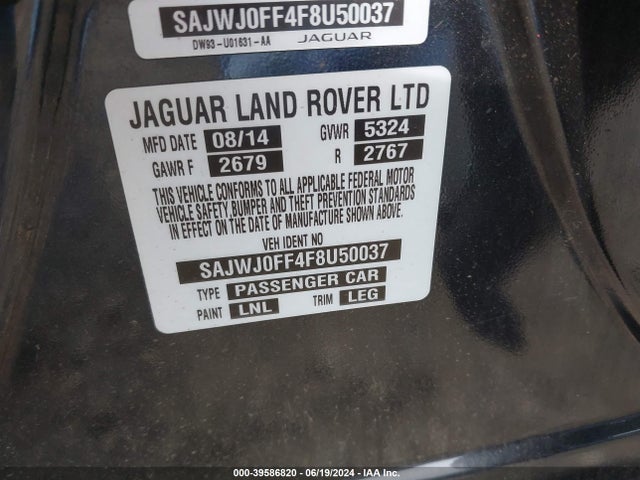 SAJWJ0FF4F8U50037
DW93-U01631-AA JAGUAR
JAGUAR LAND ROVER LTD
MFD DATE 08/14 GVWR 5324
GAWR F 2679 R 2767
THIS VEHICLE CONFORMS TO ALL APPLICABLE FEDERAL MOTOR
VEHICLE SAFETY, BUMPER AND THEFT PREVENTION STANDARDS
IN EFFECT ON THE DATE OF MANUFACTURE SHOWN ABOVE.
VEH IDENT NO
SAJWJ0FF4F8U50037
TYPE PASSENGER CAR
PAINT LNL TRIM LEG
000-39586820 - 06/19/2024 - IAA Inc.